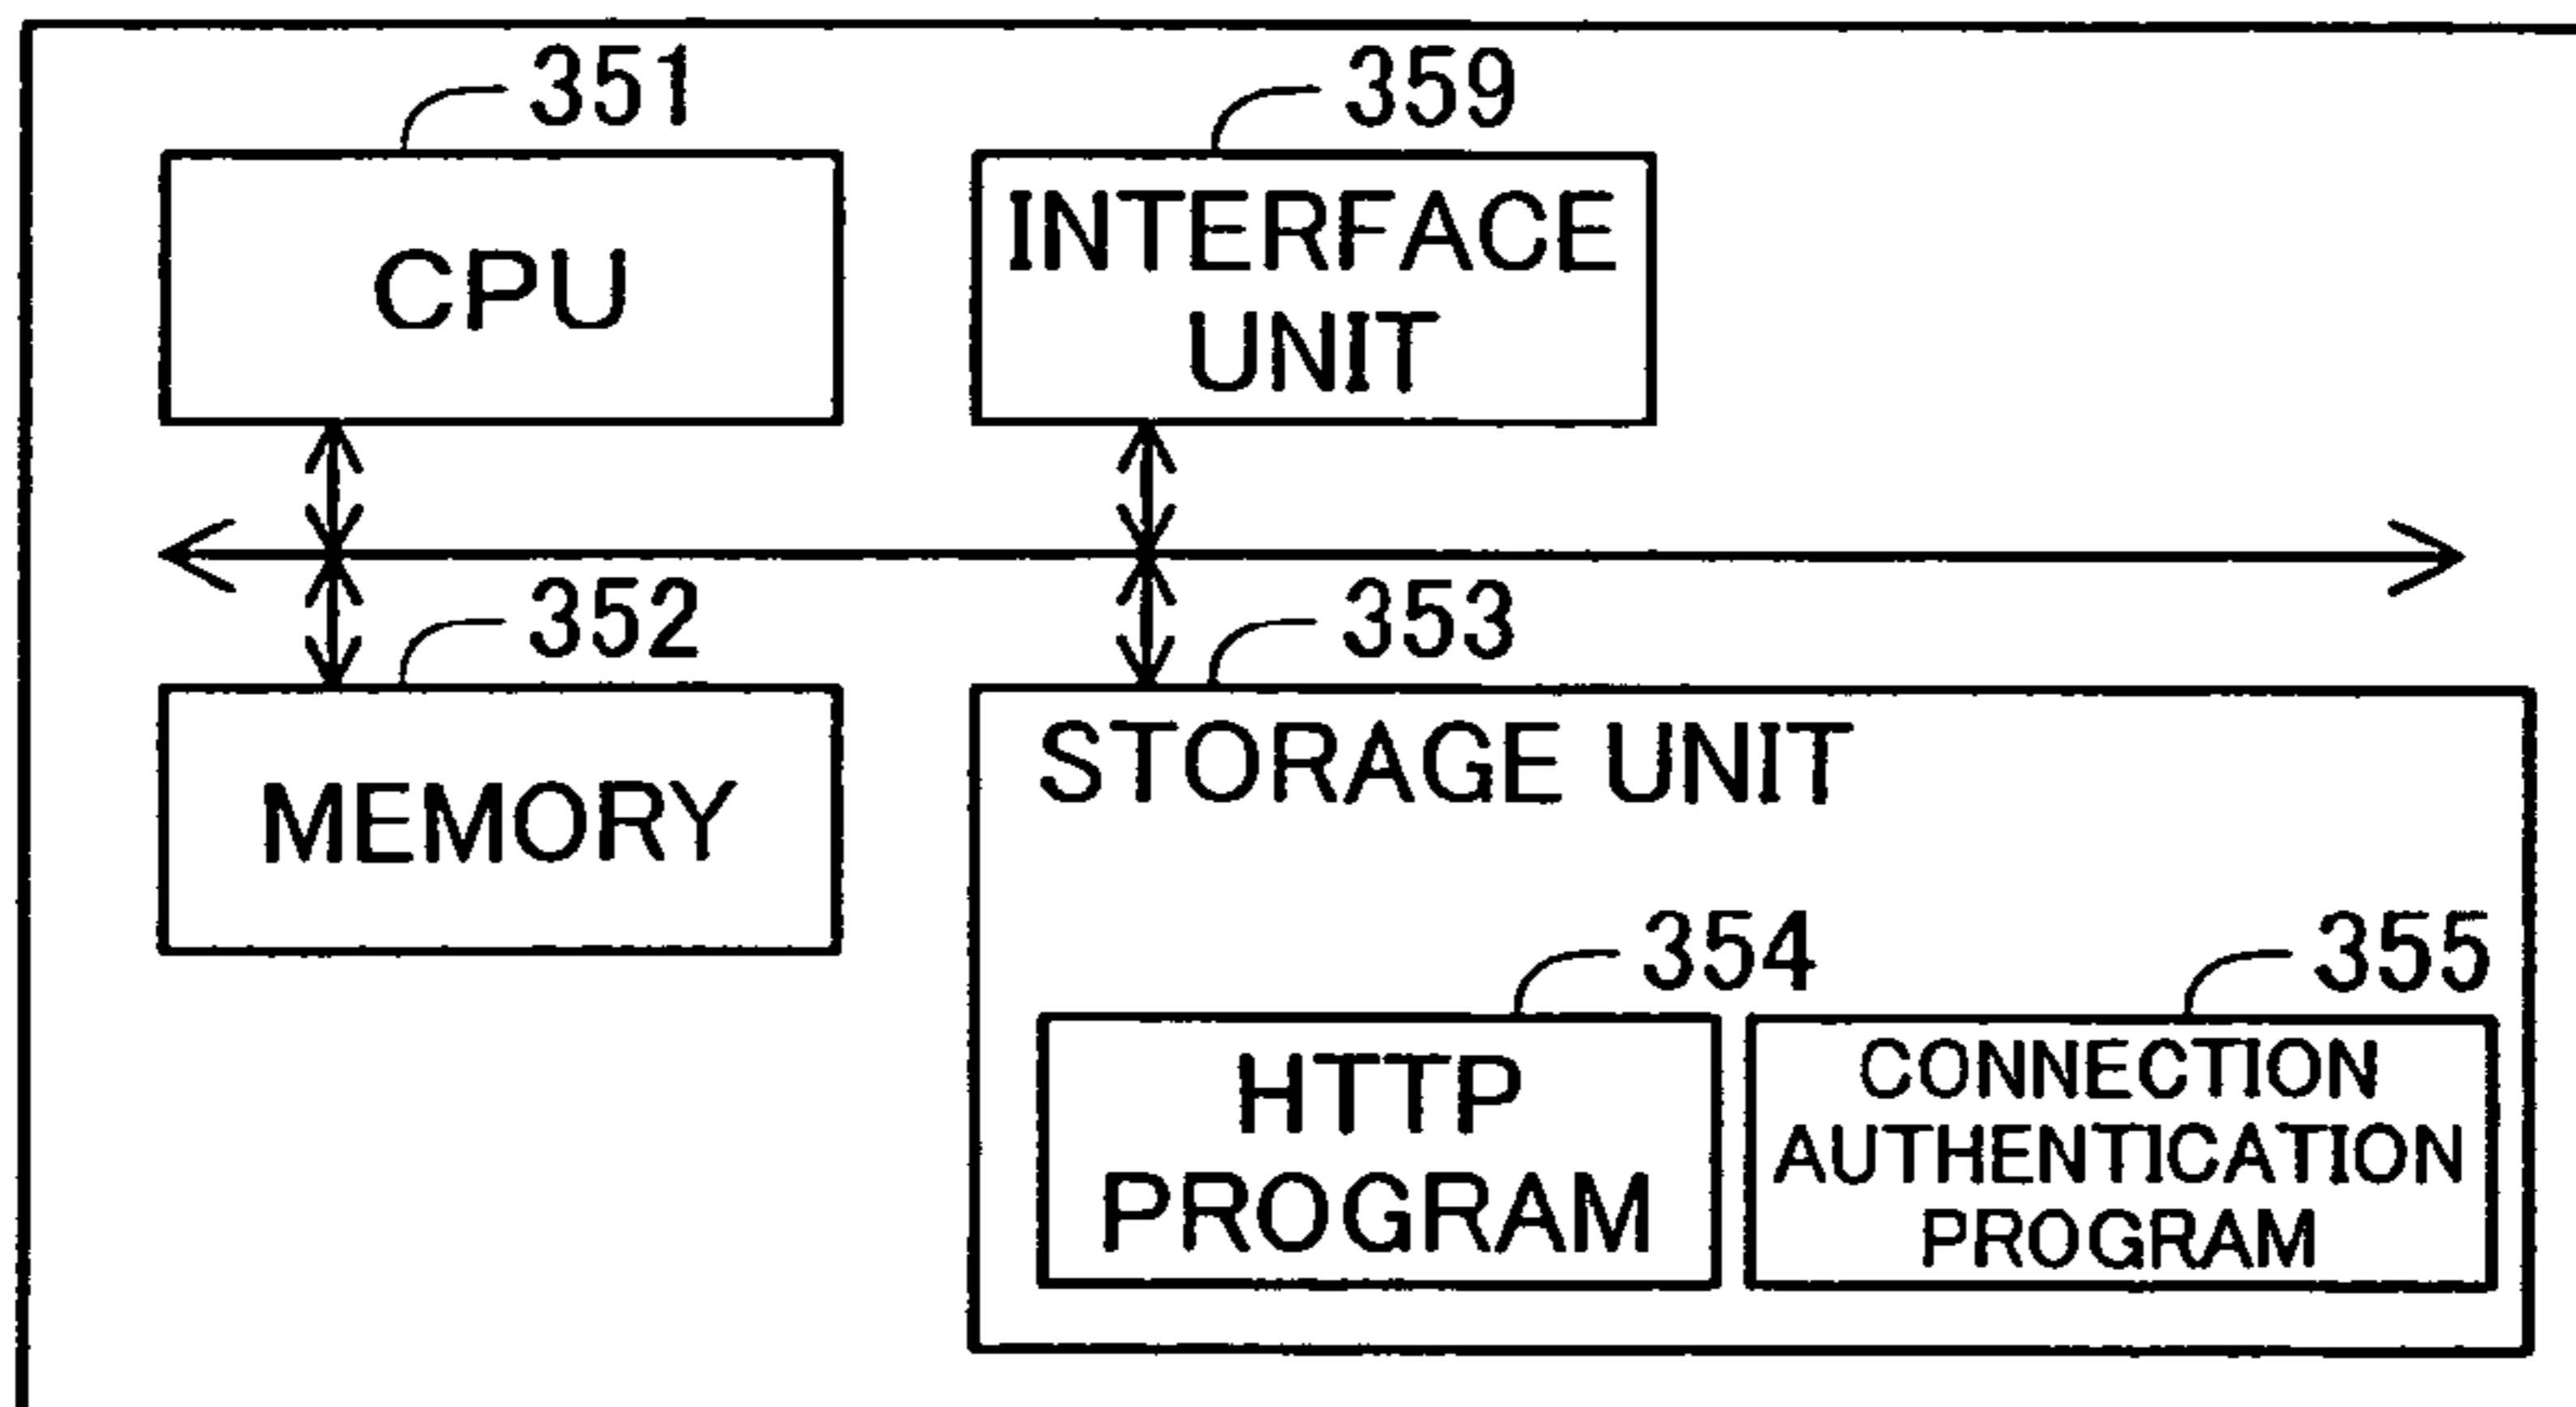 351
359
CPU
INTERFACE
UNIT
352
353
MEMORY
STORAGE UNIT
354
355
HTTP
PROGRAM
CONNECTION
AUTHENTICATION
PROGRAM